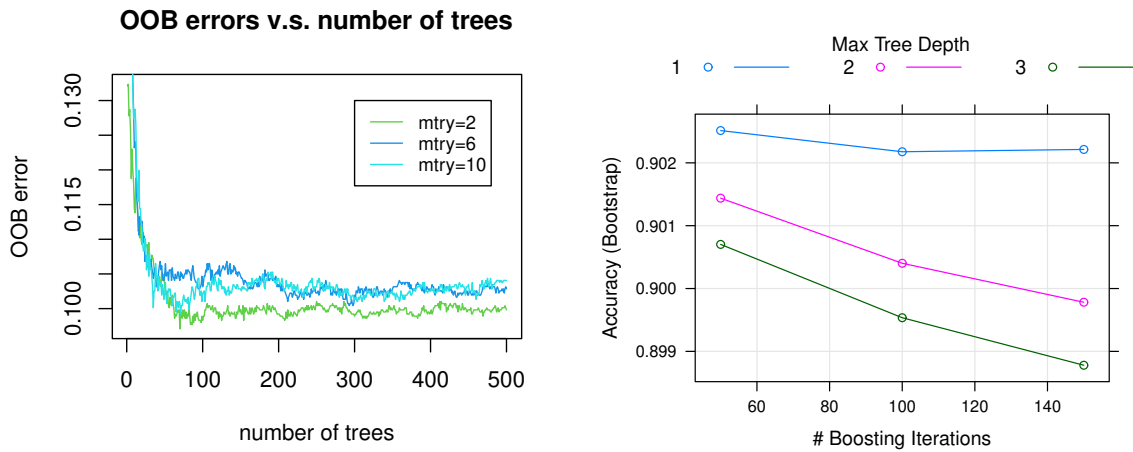 OOB errors v.s. number of trees
0.130
0.115
0.100
OOB error
mtry=2
mtry=6
mtry=10
0 100 200 300 400 500
number of trees
Max Tree Depth
1 2 3
0.902
0.901
0.900
0.899
Accuracy (Bootstrap)
60 80 100 120 140
# Boosting Iterations